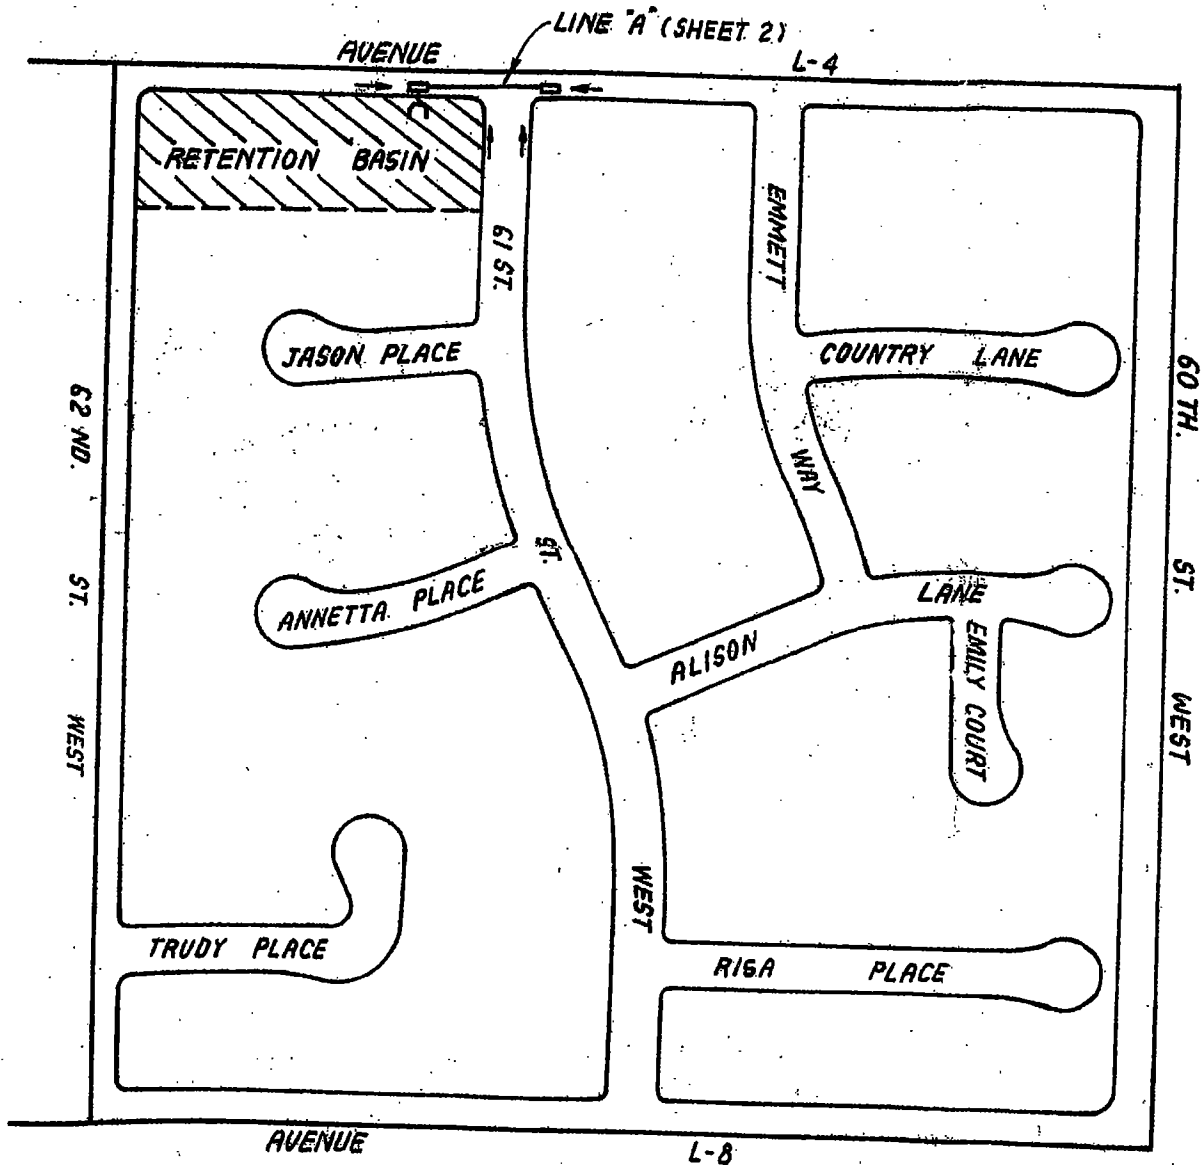 LINE "A" (SHEET 2)
AVENUE L-4
RETENTION BASIN
61 ST.
EMMETT
JASON PLACE
COUNTRY LANE
62 ND. ST. WEST
60 TH. ST. WEST
WAY
ST.
ANNETTA PLACE
LANE
ALISON
EMILY COURT
WEST
TRUDY PLACE
RISA PLACE
AVENUE L-8